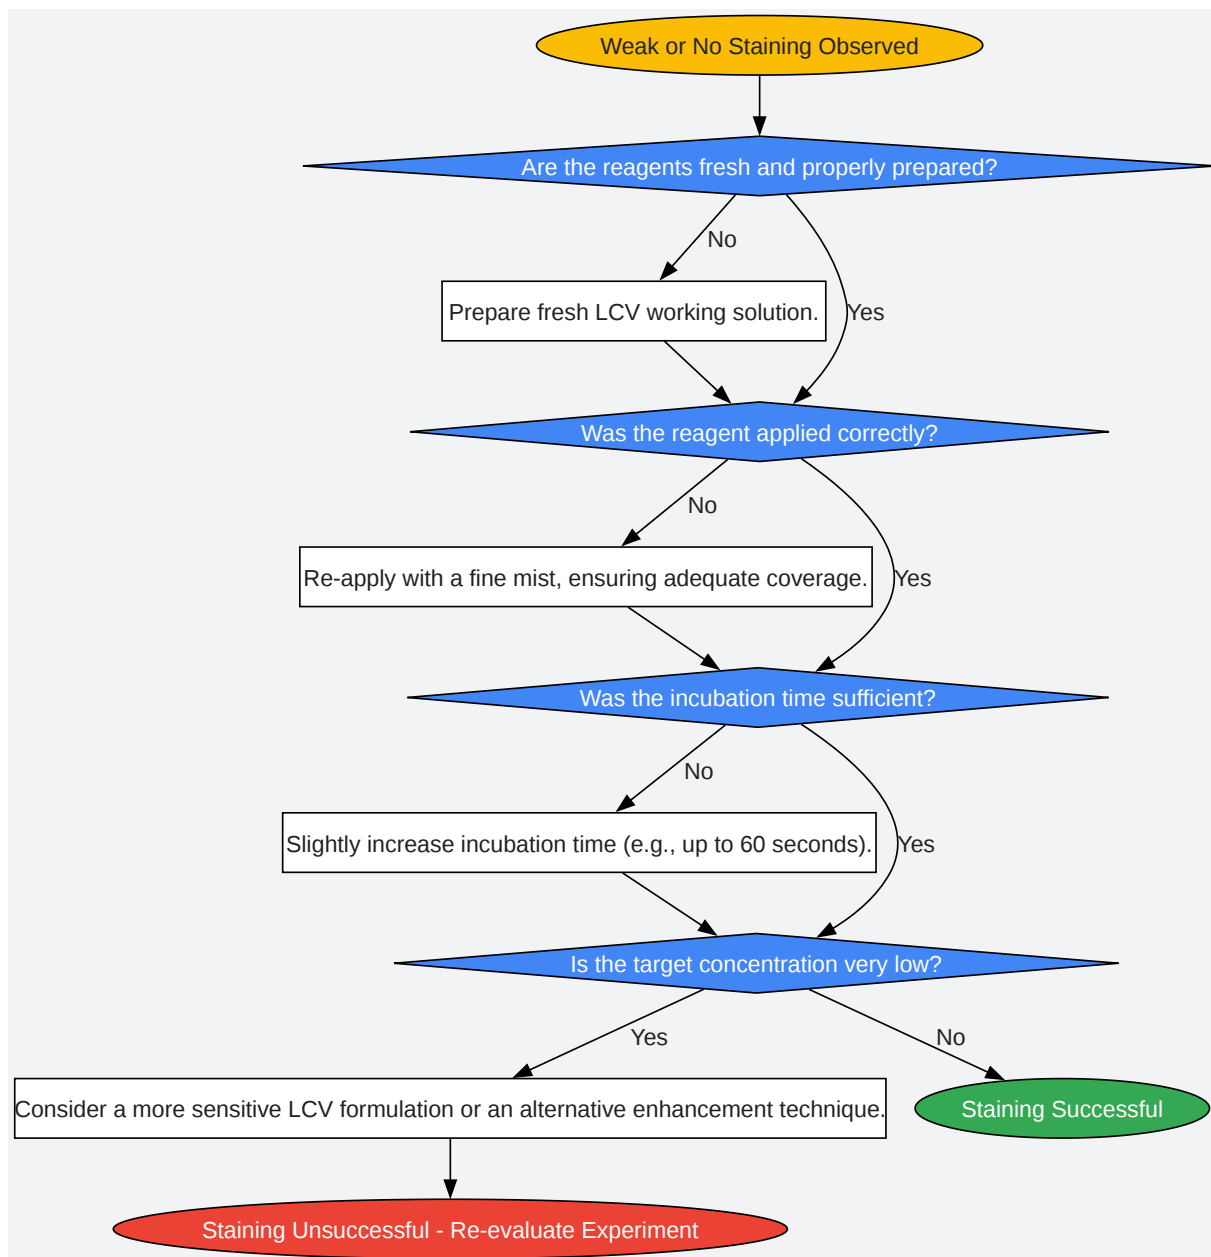 Weak or No Staining Observed
Are the reagents fresh and properly prepared?
No
Prepare fresh LCV working solution.
Yes
Was the reagent applied correctly?
No
Re-apply with a fine mist, ensuring adequate coverage.
Yes
Was the incubation time sufficient?
No
Slightly increase incubation time (e.g., up to 60 seconds).
Yes
Is the target concentration very low?
Yes
No
Consider a more sensitive LCV formulation or an alternative enhancement technique.
Staining Successful
Staining Unsuccessful - Re-evaluate Experiment